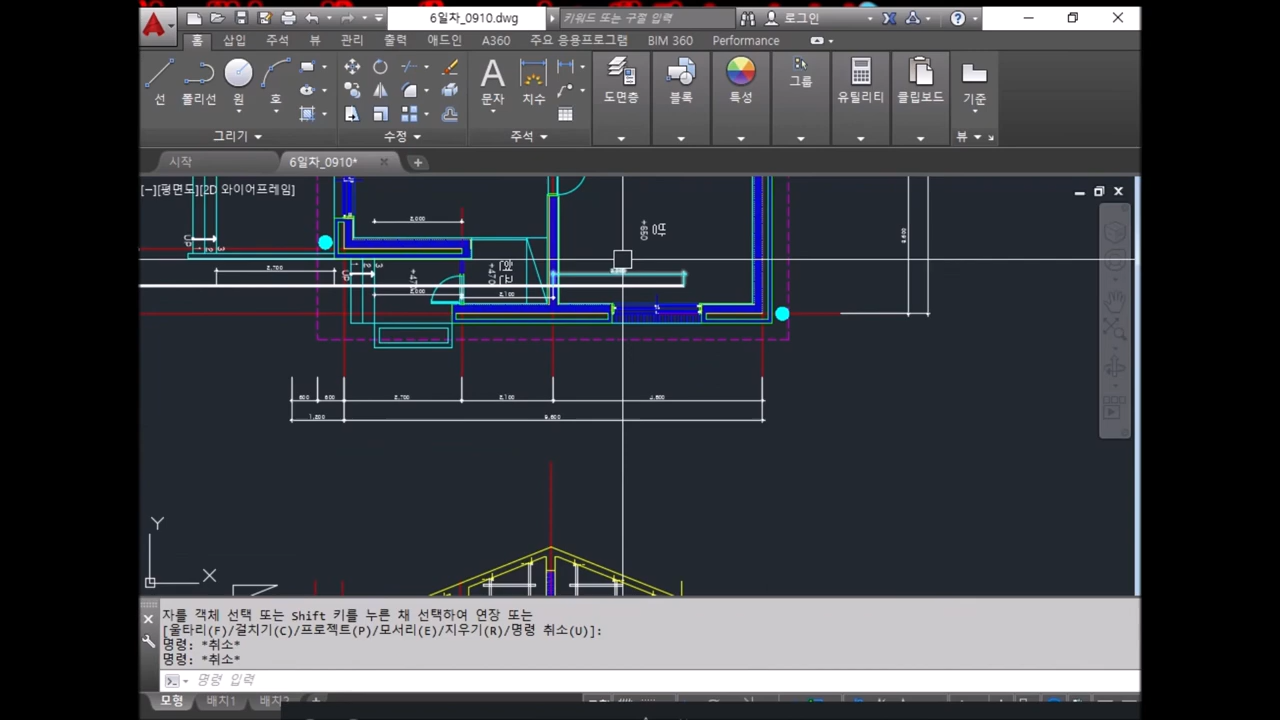 6일차_0910.dwg
키워드 또는 구절 입력
로그인
홈 삽입 주석 뷰 관리 출력 애드인 A360 주요 응용프로그램 BIM 360 Performance
선 폴리선 원 호 문자 치수 도면층 블록 특성 그룹 유틸리티 클립보드 기준
그리기 수정 주석 뷰
시작 6일차_0910*
[─][평면도][2D 와이어프레임]
방
+650
UP
현관
+470
UP
Y
X
자를 객체 선택 또는 Shift 키를 누른 채 선택하여 연장 또는
[울타리(F)/걸치기(C)/프로젝트(P)/모서리(E)/지우기(R)/명령 취소(U)]:
명령: *취소*
명령: *취소*
명령 입력
모형 배치1 배치2